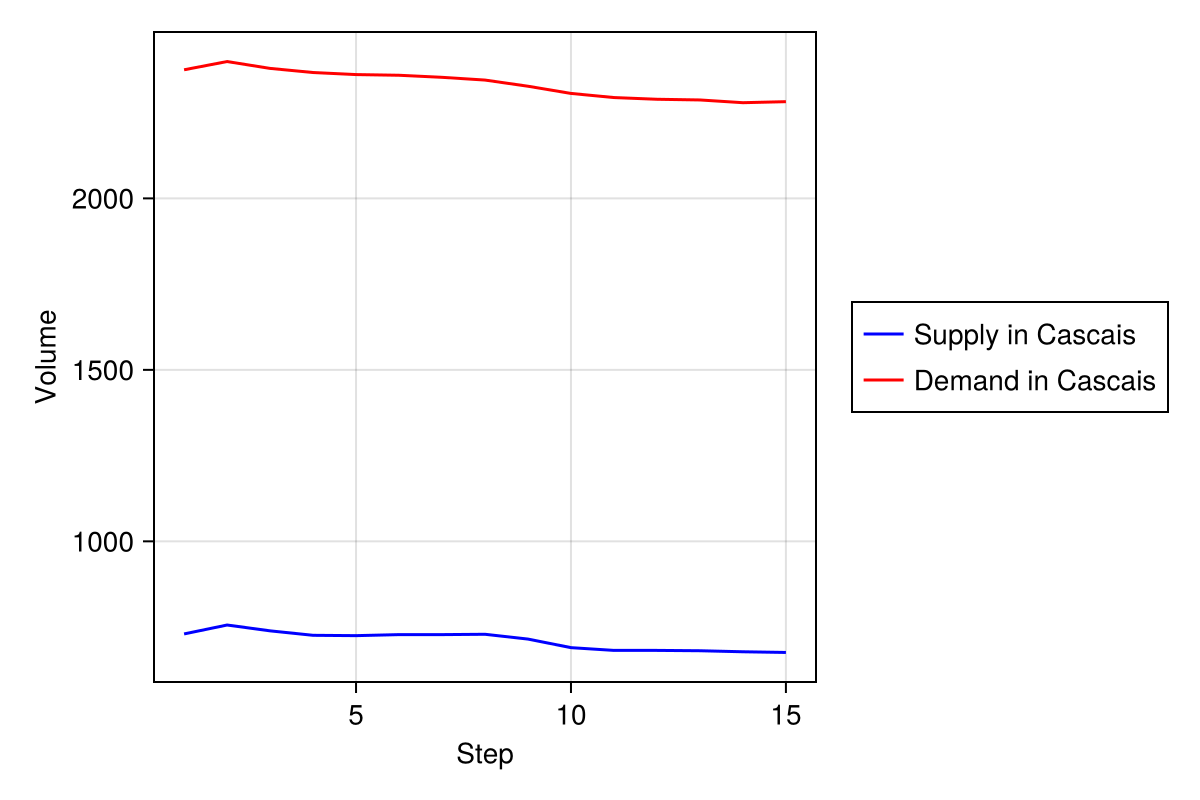 2000
1500
1000
Volume
5 10 15
Step
Supply in Cascais
Demand in Cascais